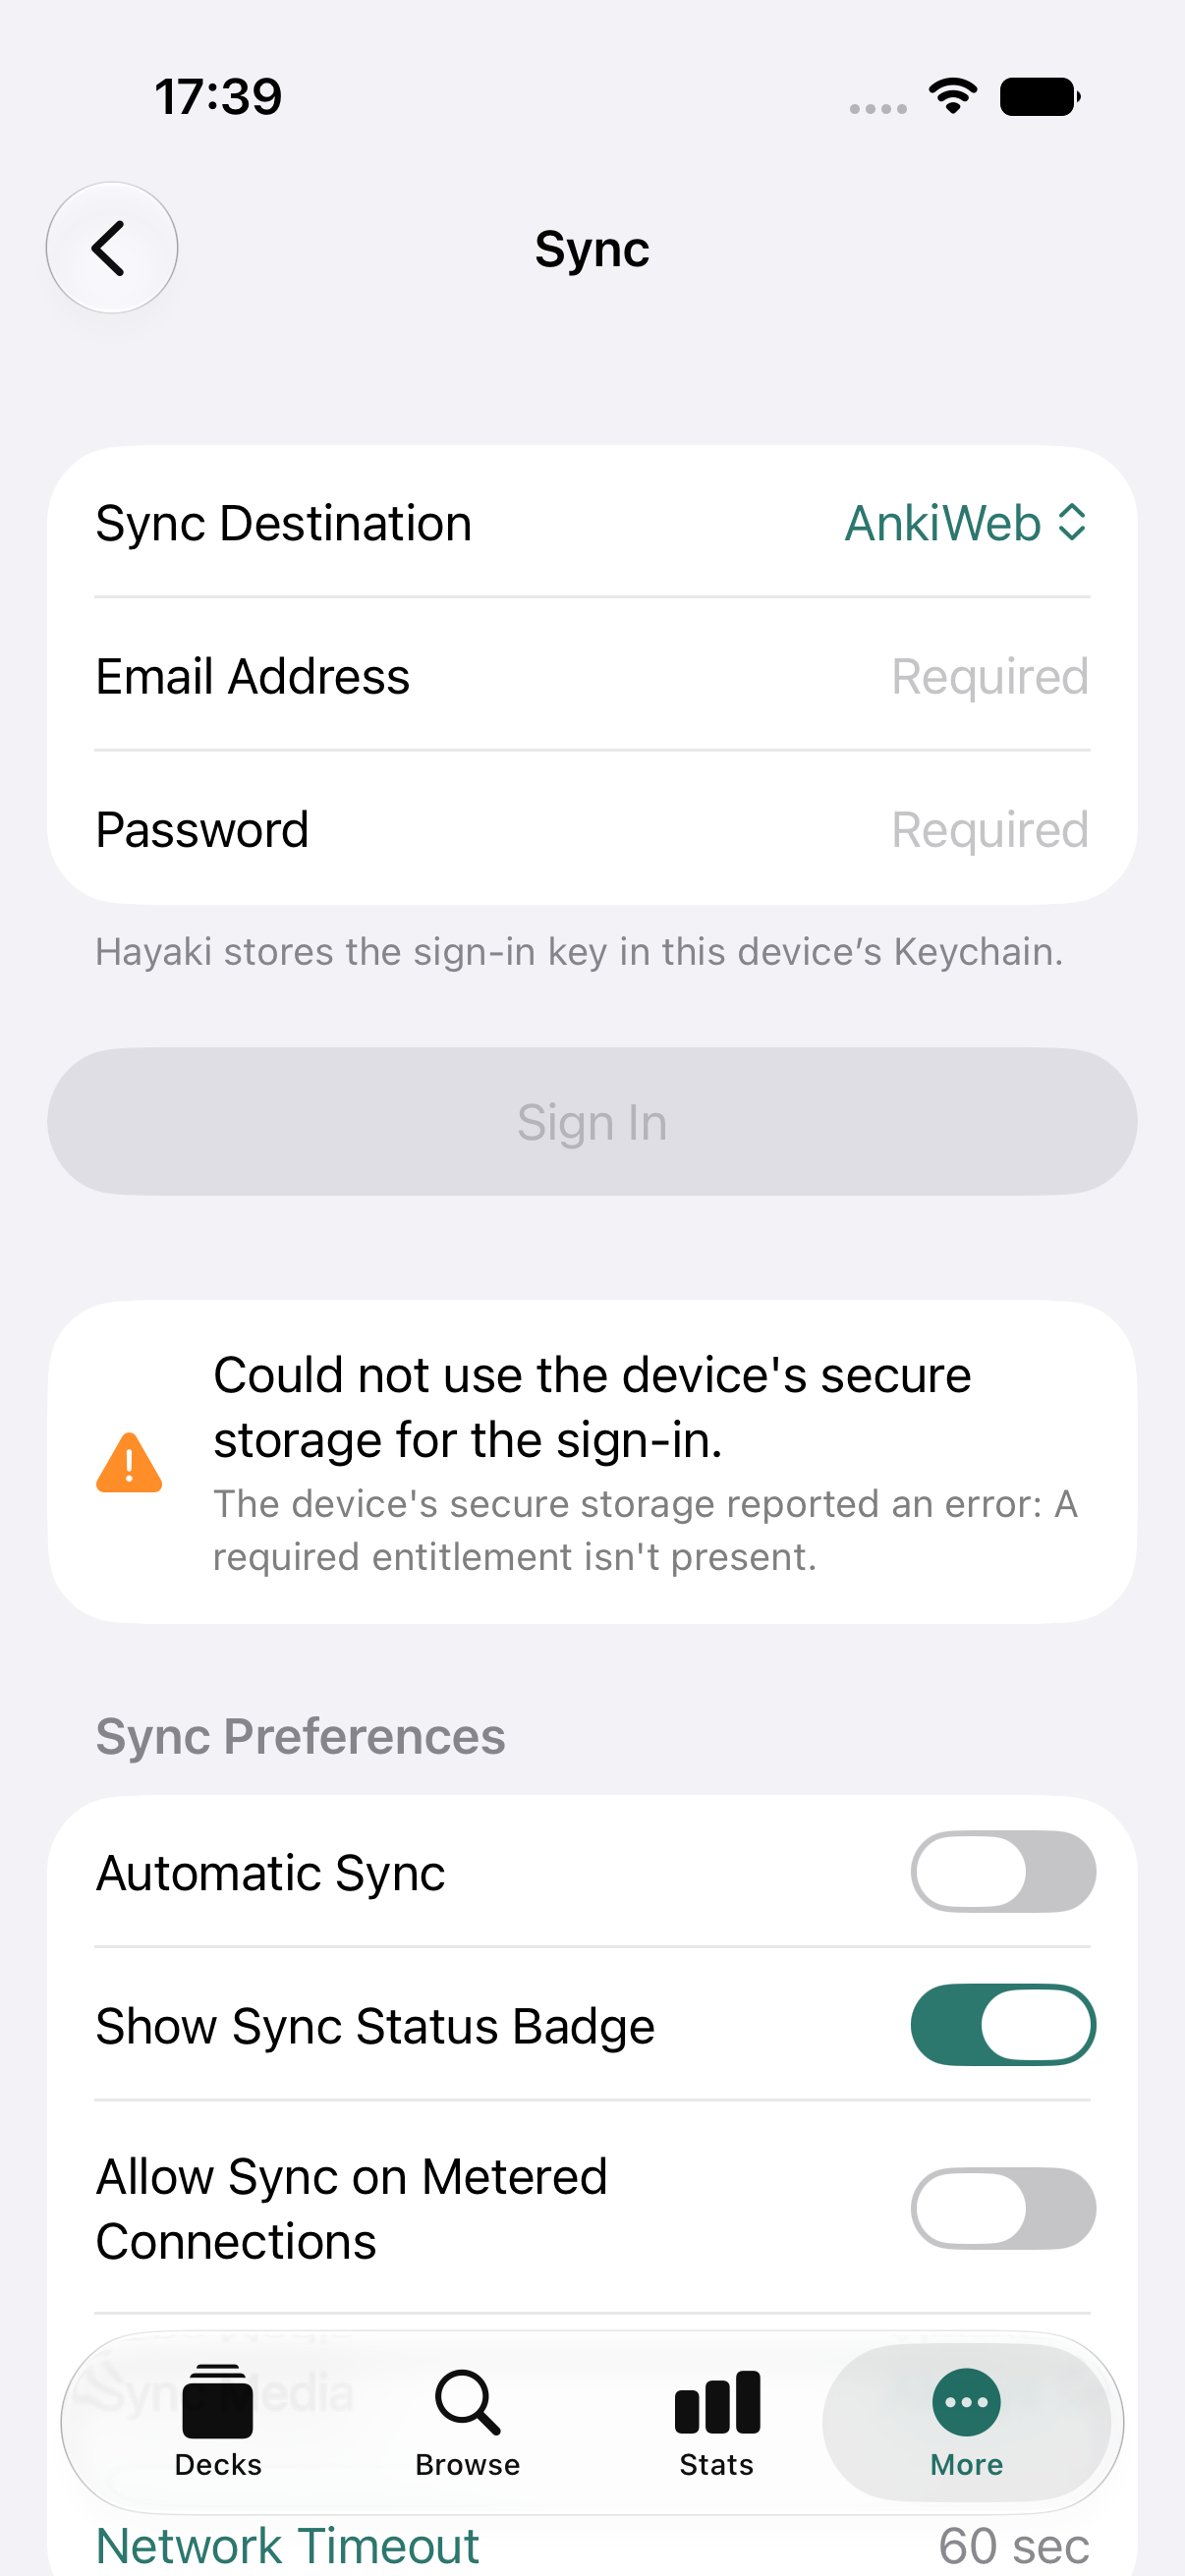 17:39
Sync
Sync Destination
AnkiWeb
Email Address
Required
Password
Required
Hayaki stores the sign-in key in this device’s Keychain.
Sign In
Could not use the device's secure
storage for the sign-in.
The device's secure storage reported an error: A
required entitlement isn't present.
Sync Preferences
Automatic Sync
Show Sync Status Badge
Allow Sync on Metered
Connections
Sync Media
Decks
Browse
Stats
More
Network Timeout
60 sec